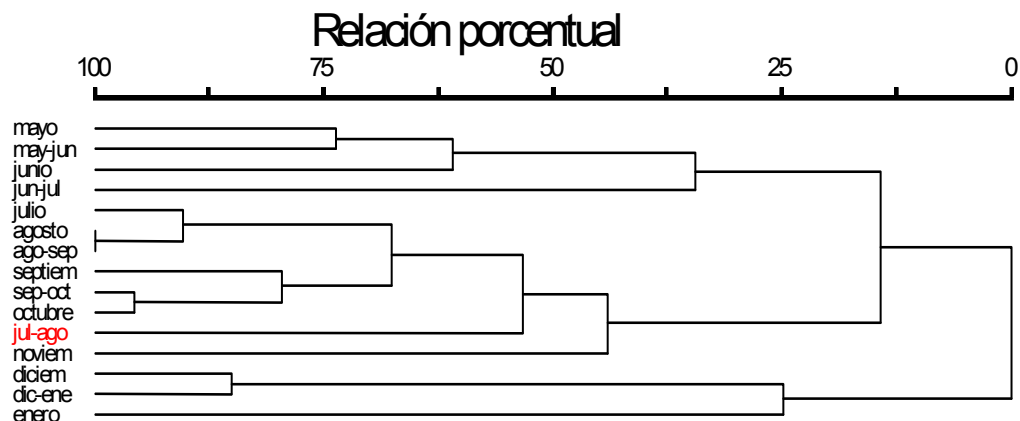 Relación porcentual
100 75 50 25 0
mayo
may-jun
junio
jun-jul
julio
agosto
ago-sep
septiem
sep-oct
octubre
jul-ago
noviem
diciem
dic-ene
enero